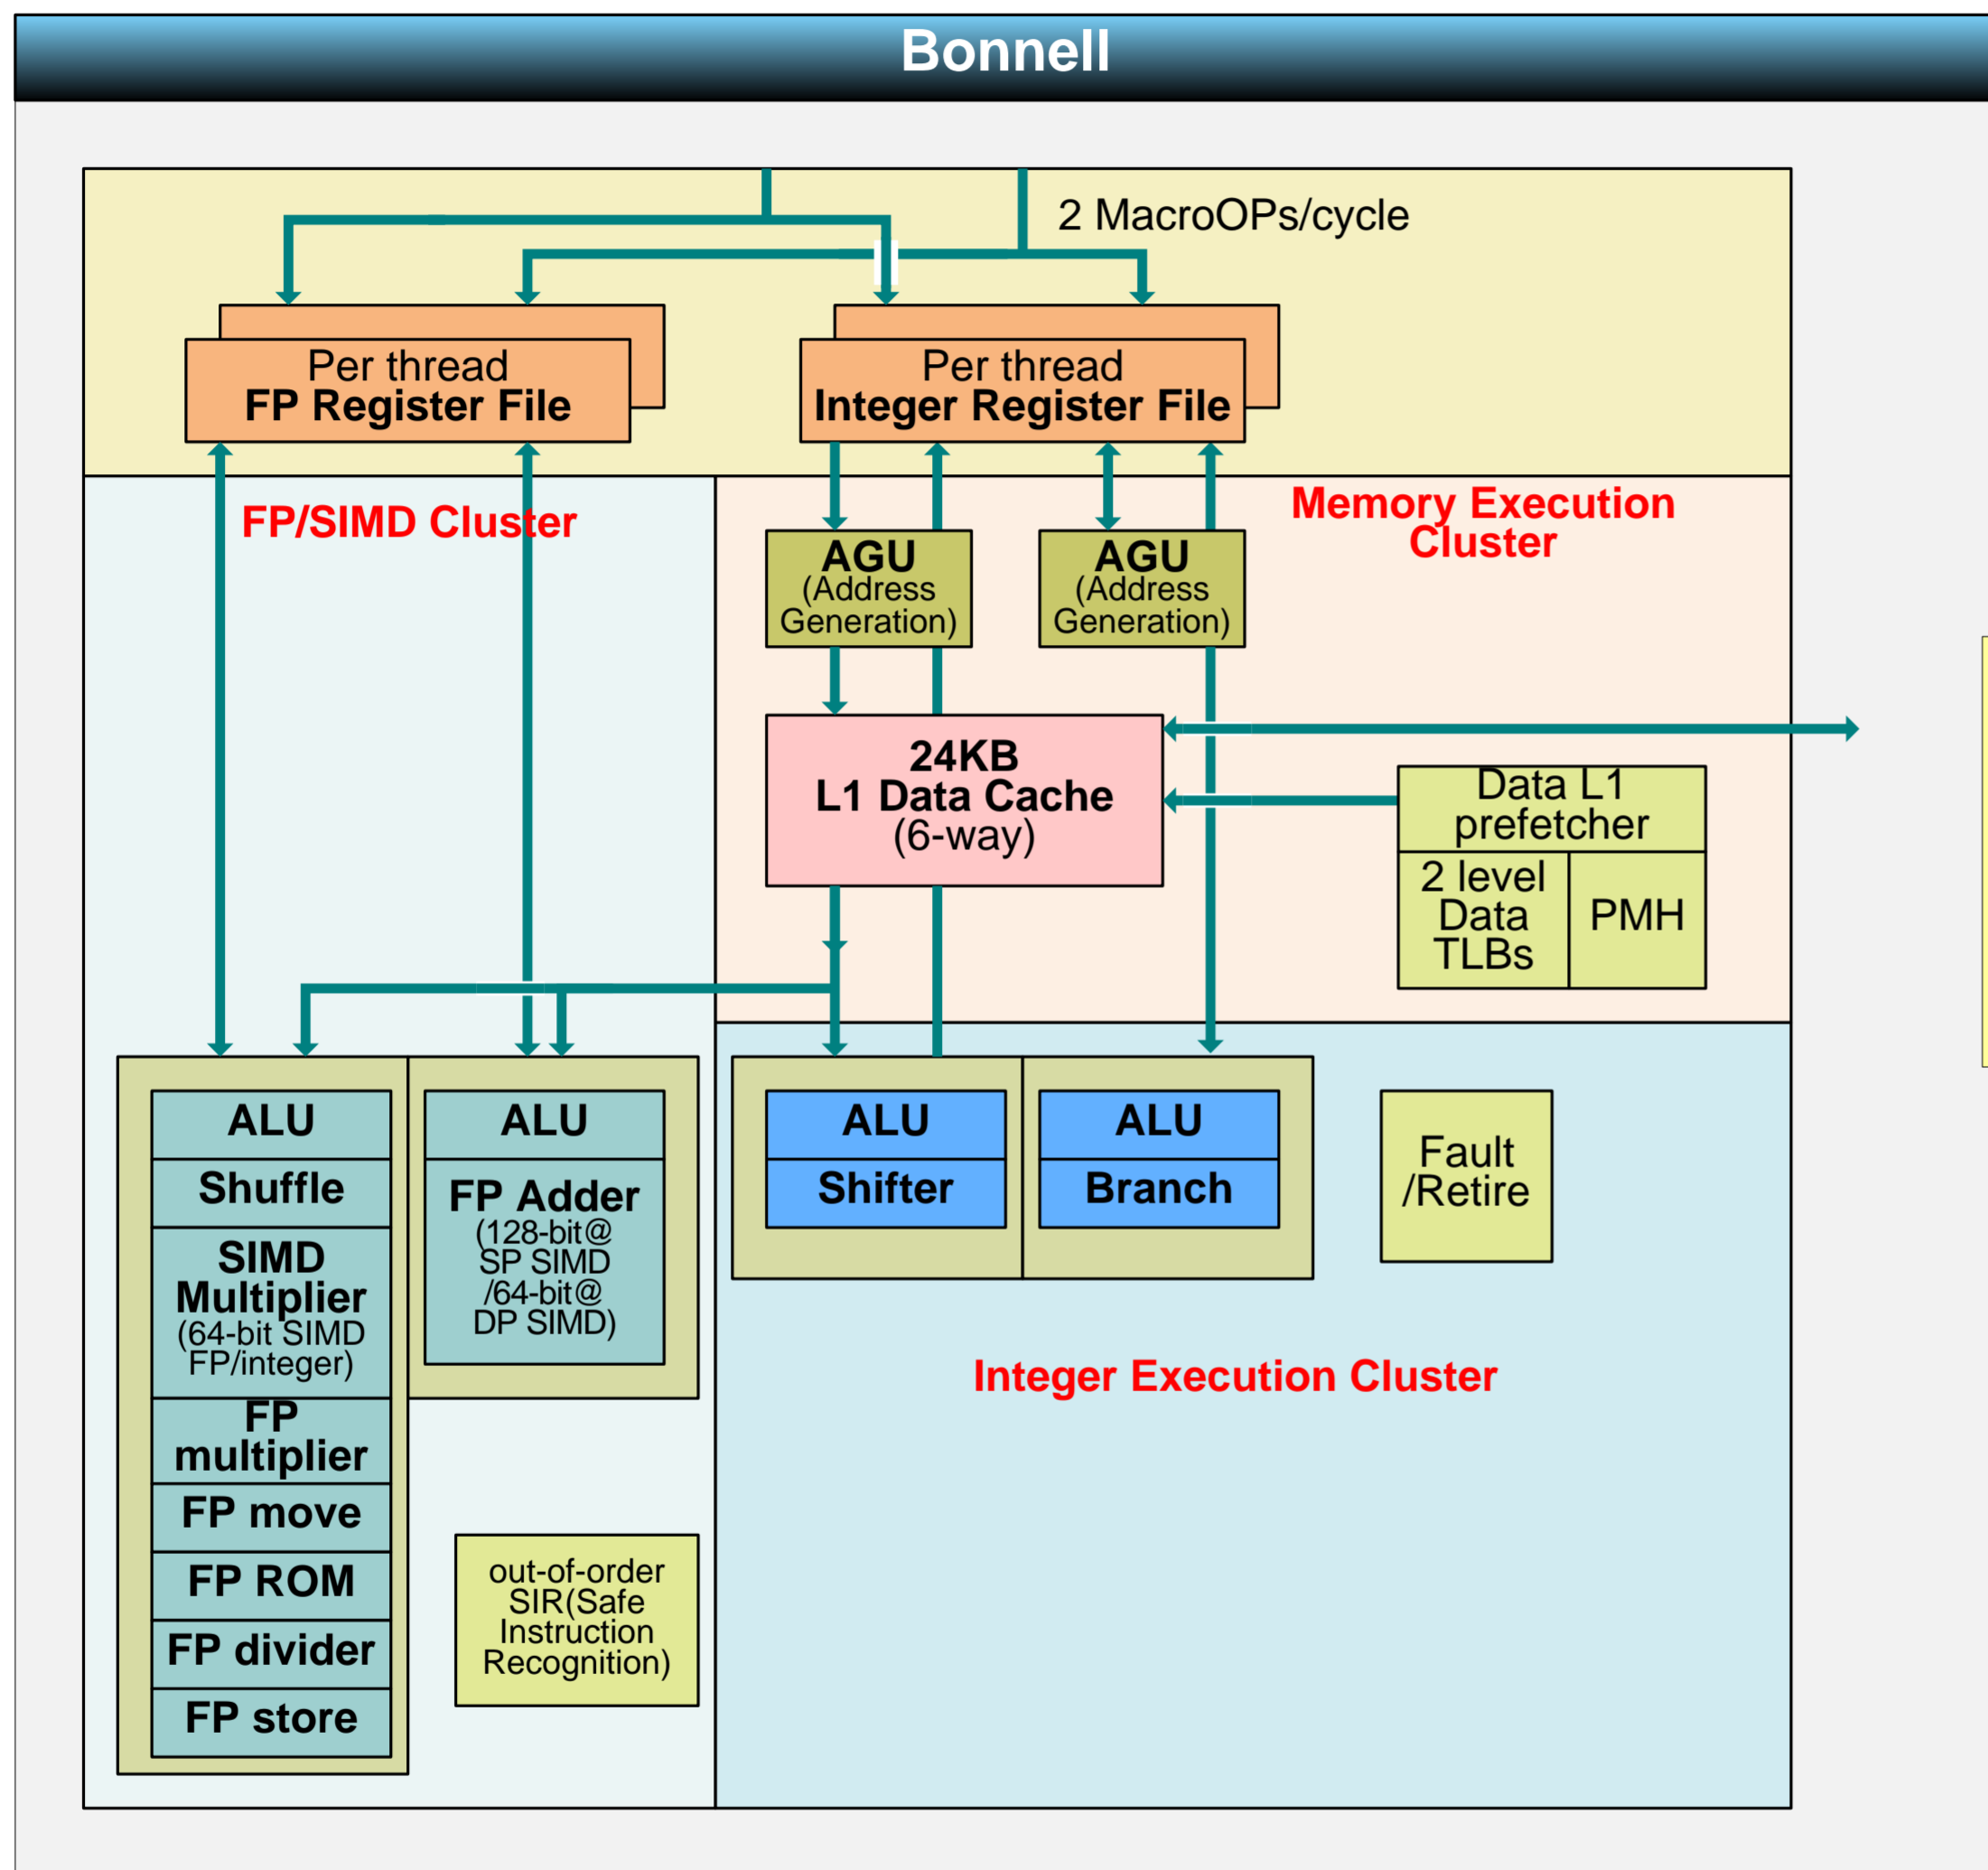 Bonnell
2 MacroOPs/cycle
Per thread
FP Register File
Per thread
Integer Register File
FP/SIMD Cluster
Memory Execution
Cluster
AGU
(Address
Generation)
AGU
(Address
Generation)
24KB
L1 Data Cache
(6-way)
Data L1
prefetcher
2 level
Data
TLBs
PMH
ALU
Shuffle
SIMD
Multiplier
(64-bit SIMD
FP/integer)
FP
multiplier
FP move
FP ROM
FP divider
FP store
ALU
FP Adder
(128-bit@
SP SIMD
/64-bit@
DP SIMD)
out-of-order
SIR(Safe
Instruction
Recognition)
ALU
Shifter
ALU
Branch
Fault
/Retire
Integer Execution Cluster